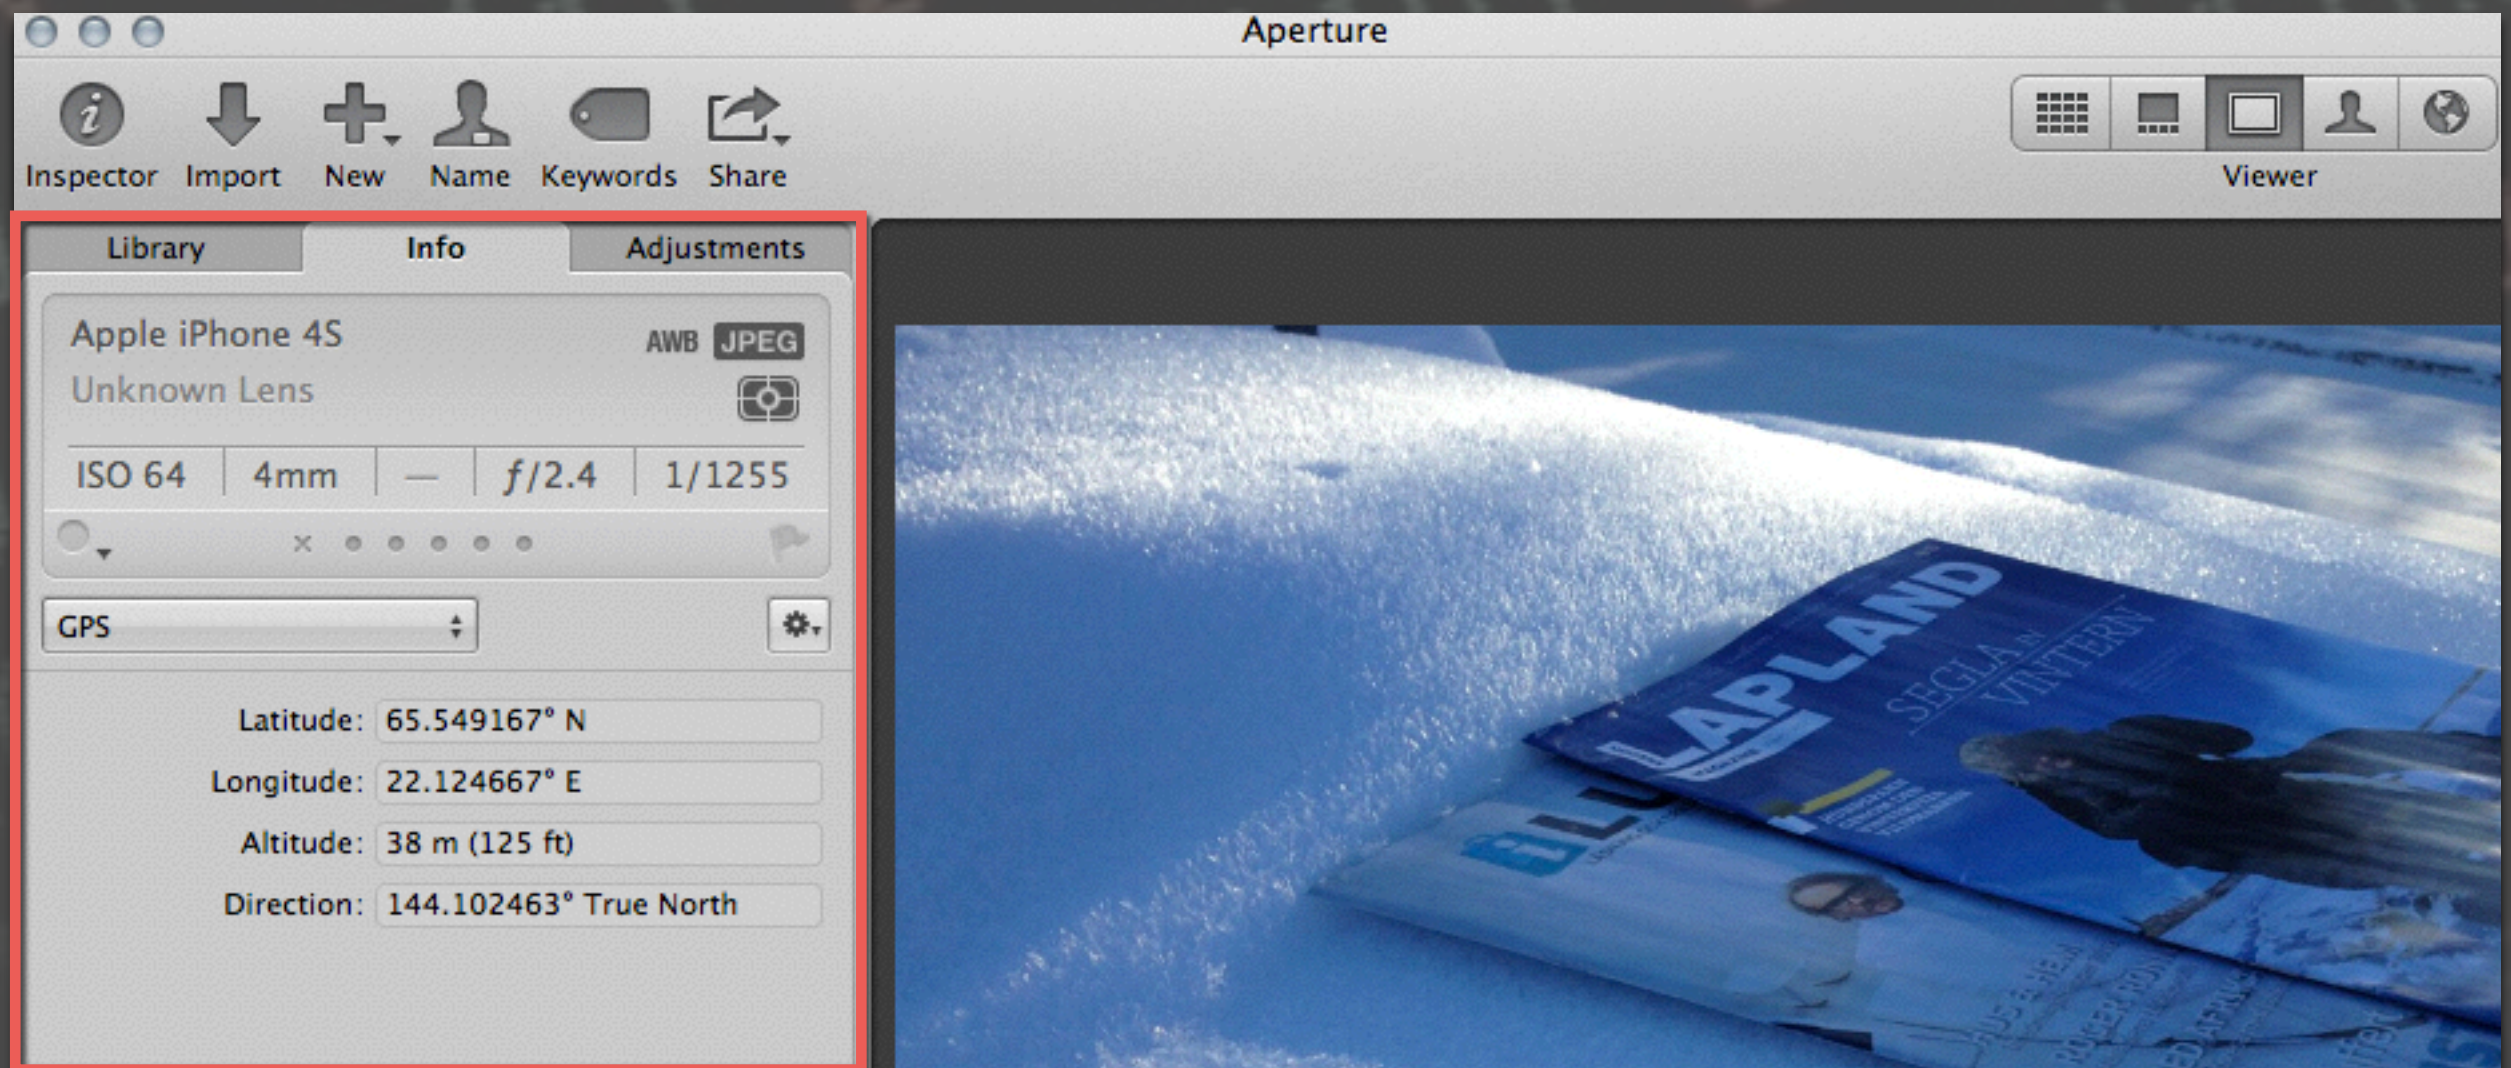 Aperture
Inspector Import New Name Keywords Share
Viewer
Library Info Adjustments
Apple iPhone 4S
AWB JPEG
Unknown Lens
ISO 64 4mm — ƒ/2.4 1/1255
GPS
Latitude: 65.549167° N
Longitude: 22.124667° E
Altitude: 38 m (125 ft)
Direction: 144.102463° True North
LAPLAND
SEGLA IN
VINTERN